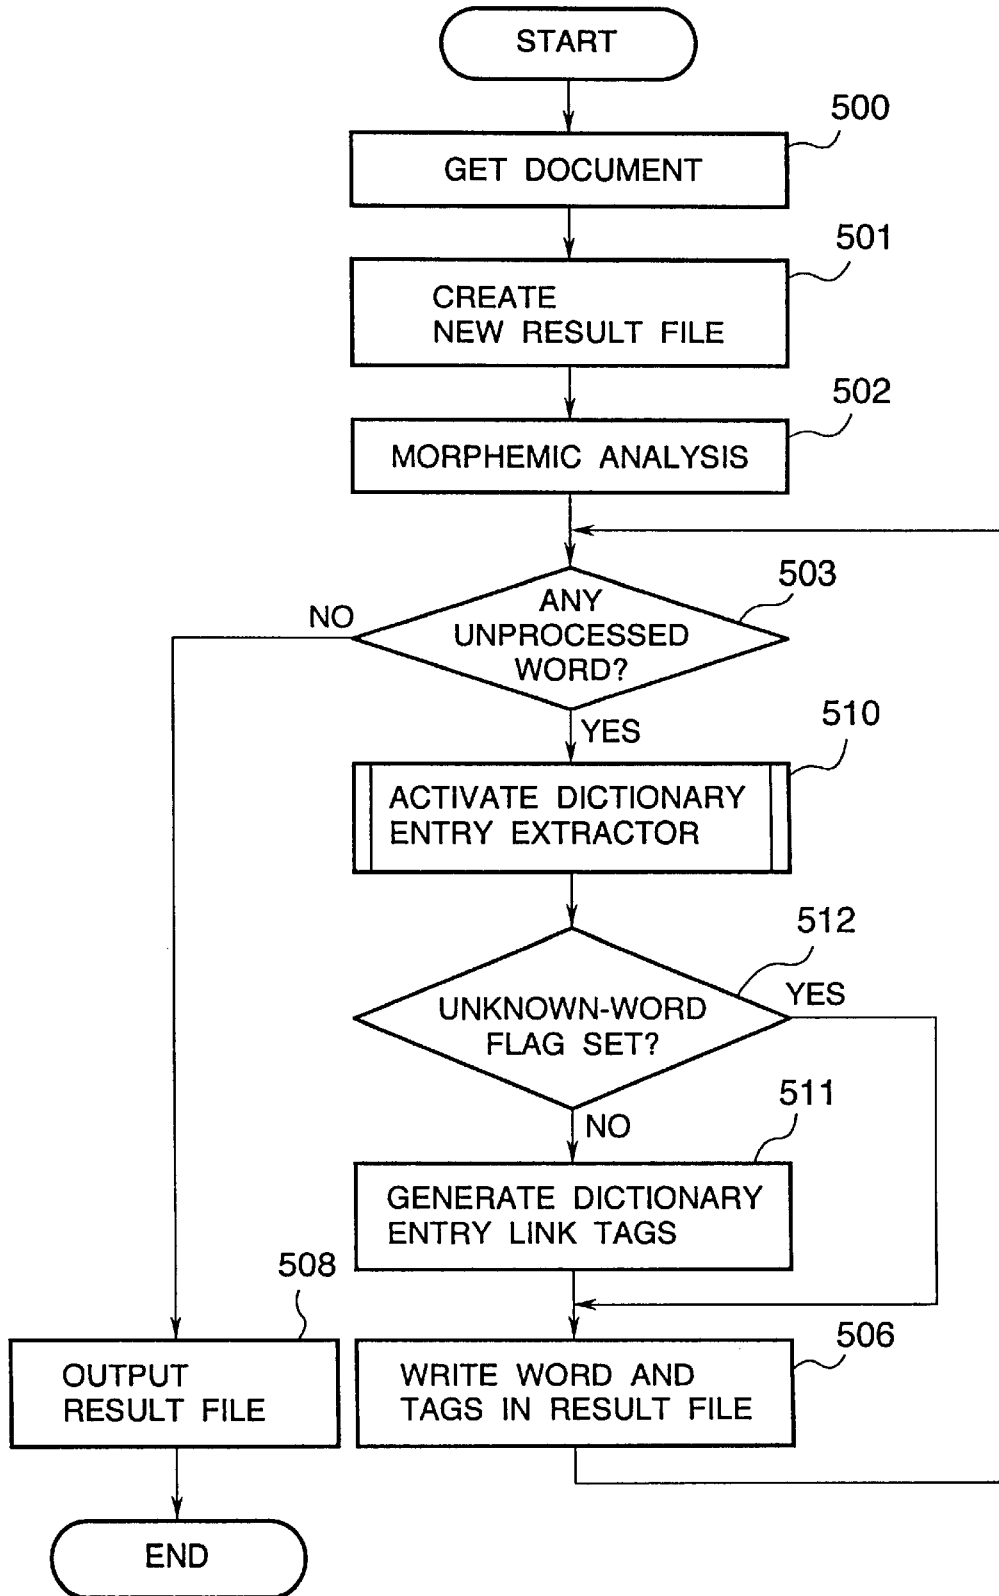 START
500
GET DOCUMENT
501
CREATE
NEW RESULT FILE
502
MORPHEMIC ANALYSIS
503
ANY
UNPROCESSED
WORD?
NO
YES
510
ACTIVATE DICTIONARY
ENTRY EXTRACTOR
512
UNKNOWN-WORD
FLAG SET?
YES
NO
511
GENERATE DICTIONARY
ENTRY LINK TAGS
508
OUTPUT
RESULT FILE
506
WRITE WORD AND
TAGS IN RESULT FILE
END